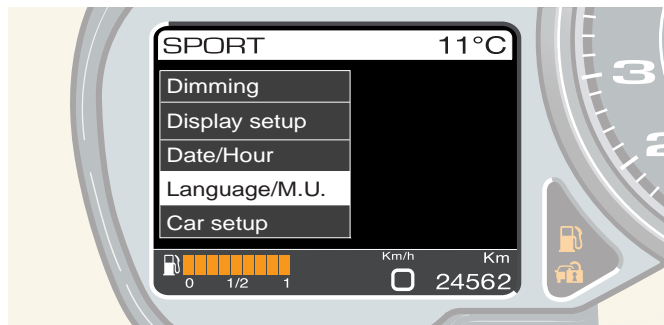 SPORT 11°C
Dimming
Display setup
Date/Hour
Language/M.U.
Car setup
Km/h Km
0 1/2 1 0 24562
3
2